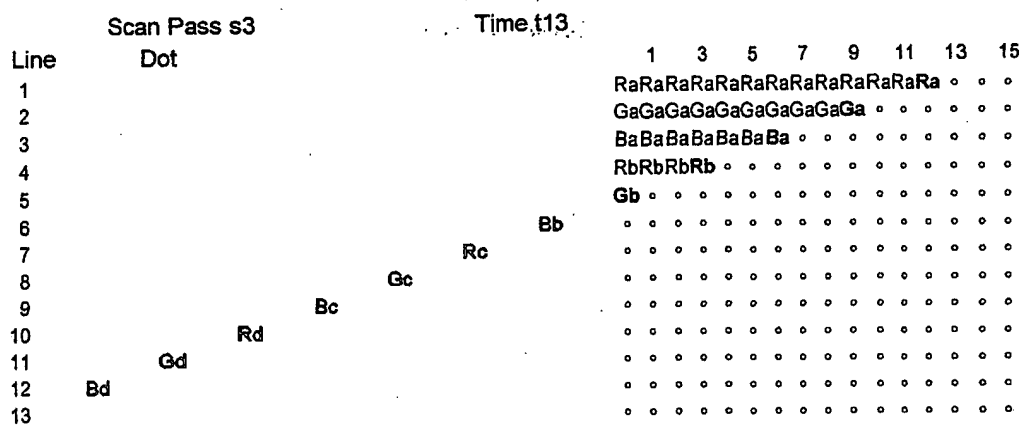 Scan Pass s3 Time t13
Line Dot 1 3 5 7 9 11 13 15
1 RaRaRaRaRaRaRaRaRaRaRaRaRa
2 GaGaGaGaGaGaGaGaGaGa
3 BaBaBaBaBaBaBa
4 RbRbRbRb
5 Gb
6 Bb
7 Rc
8 Gc
9 Bc
10 Rd
11 Gd
12 Bd
13